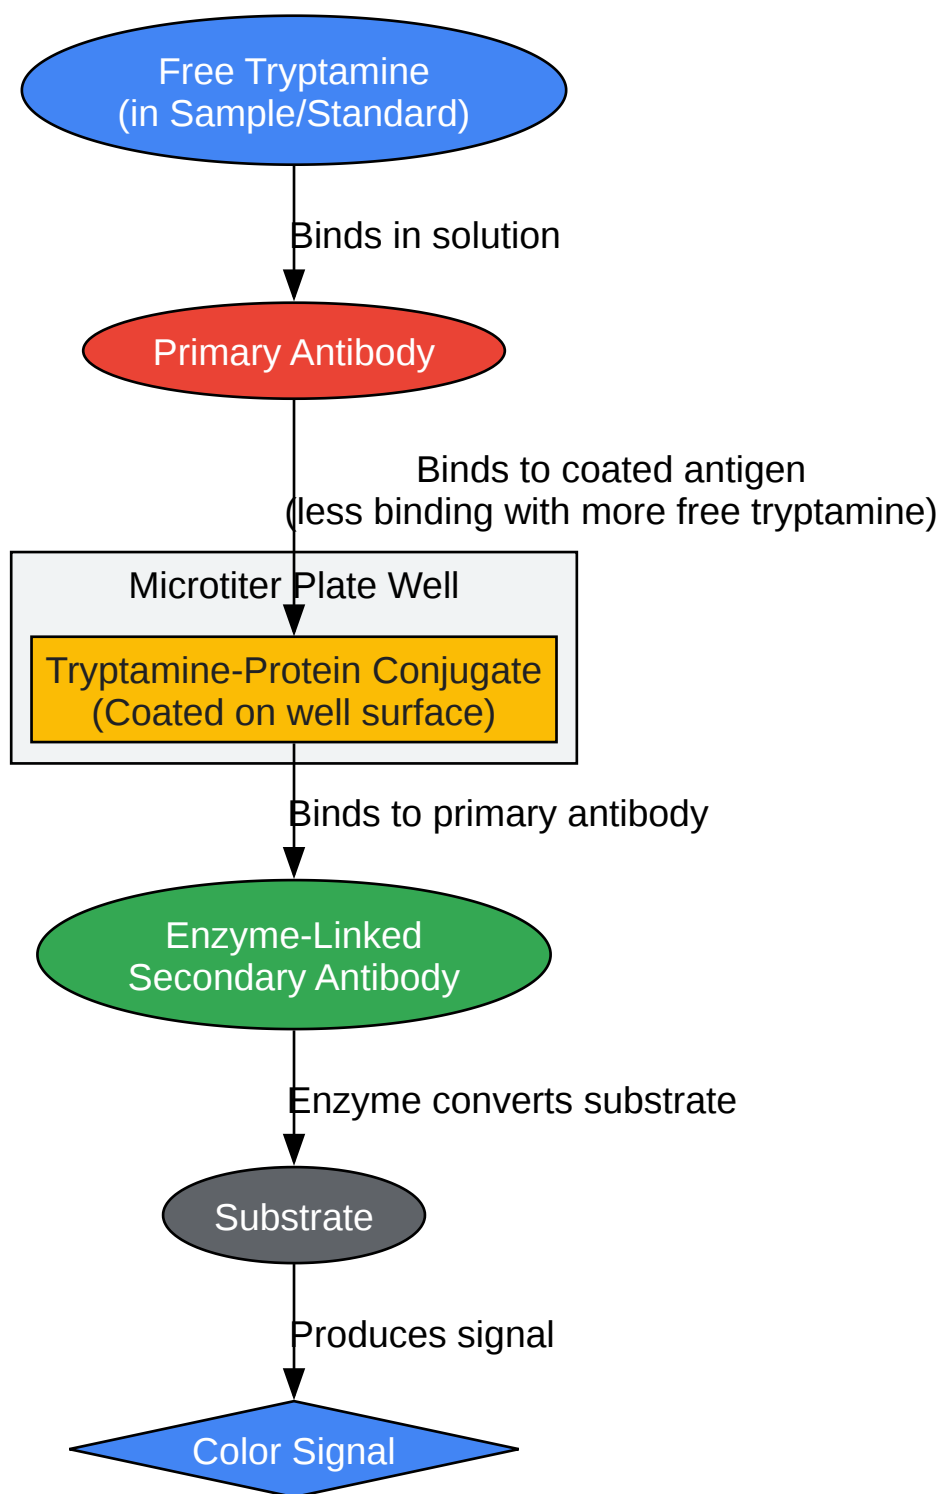 Free Tryptamine
(in Sample/Standard)
Binds in solution
Primary Antibody
Binds to coated antigen
(less binding with more free tryptamine)
Microtiter Plate Well
Tryptamine-Protein Conjugate
(Coated on well surface)
Binds to primary antibody
Enzyme-Linked
Secondary Antibody
Enzyme converts substrate
Substrate
Produces signal
Color Signal